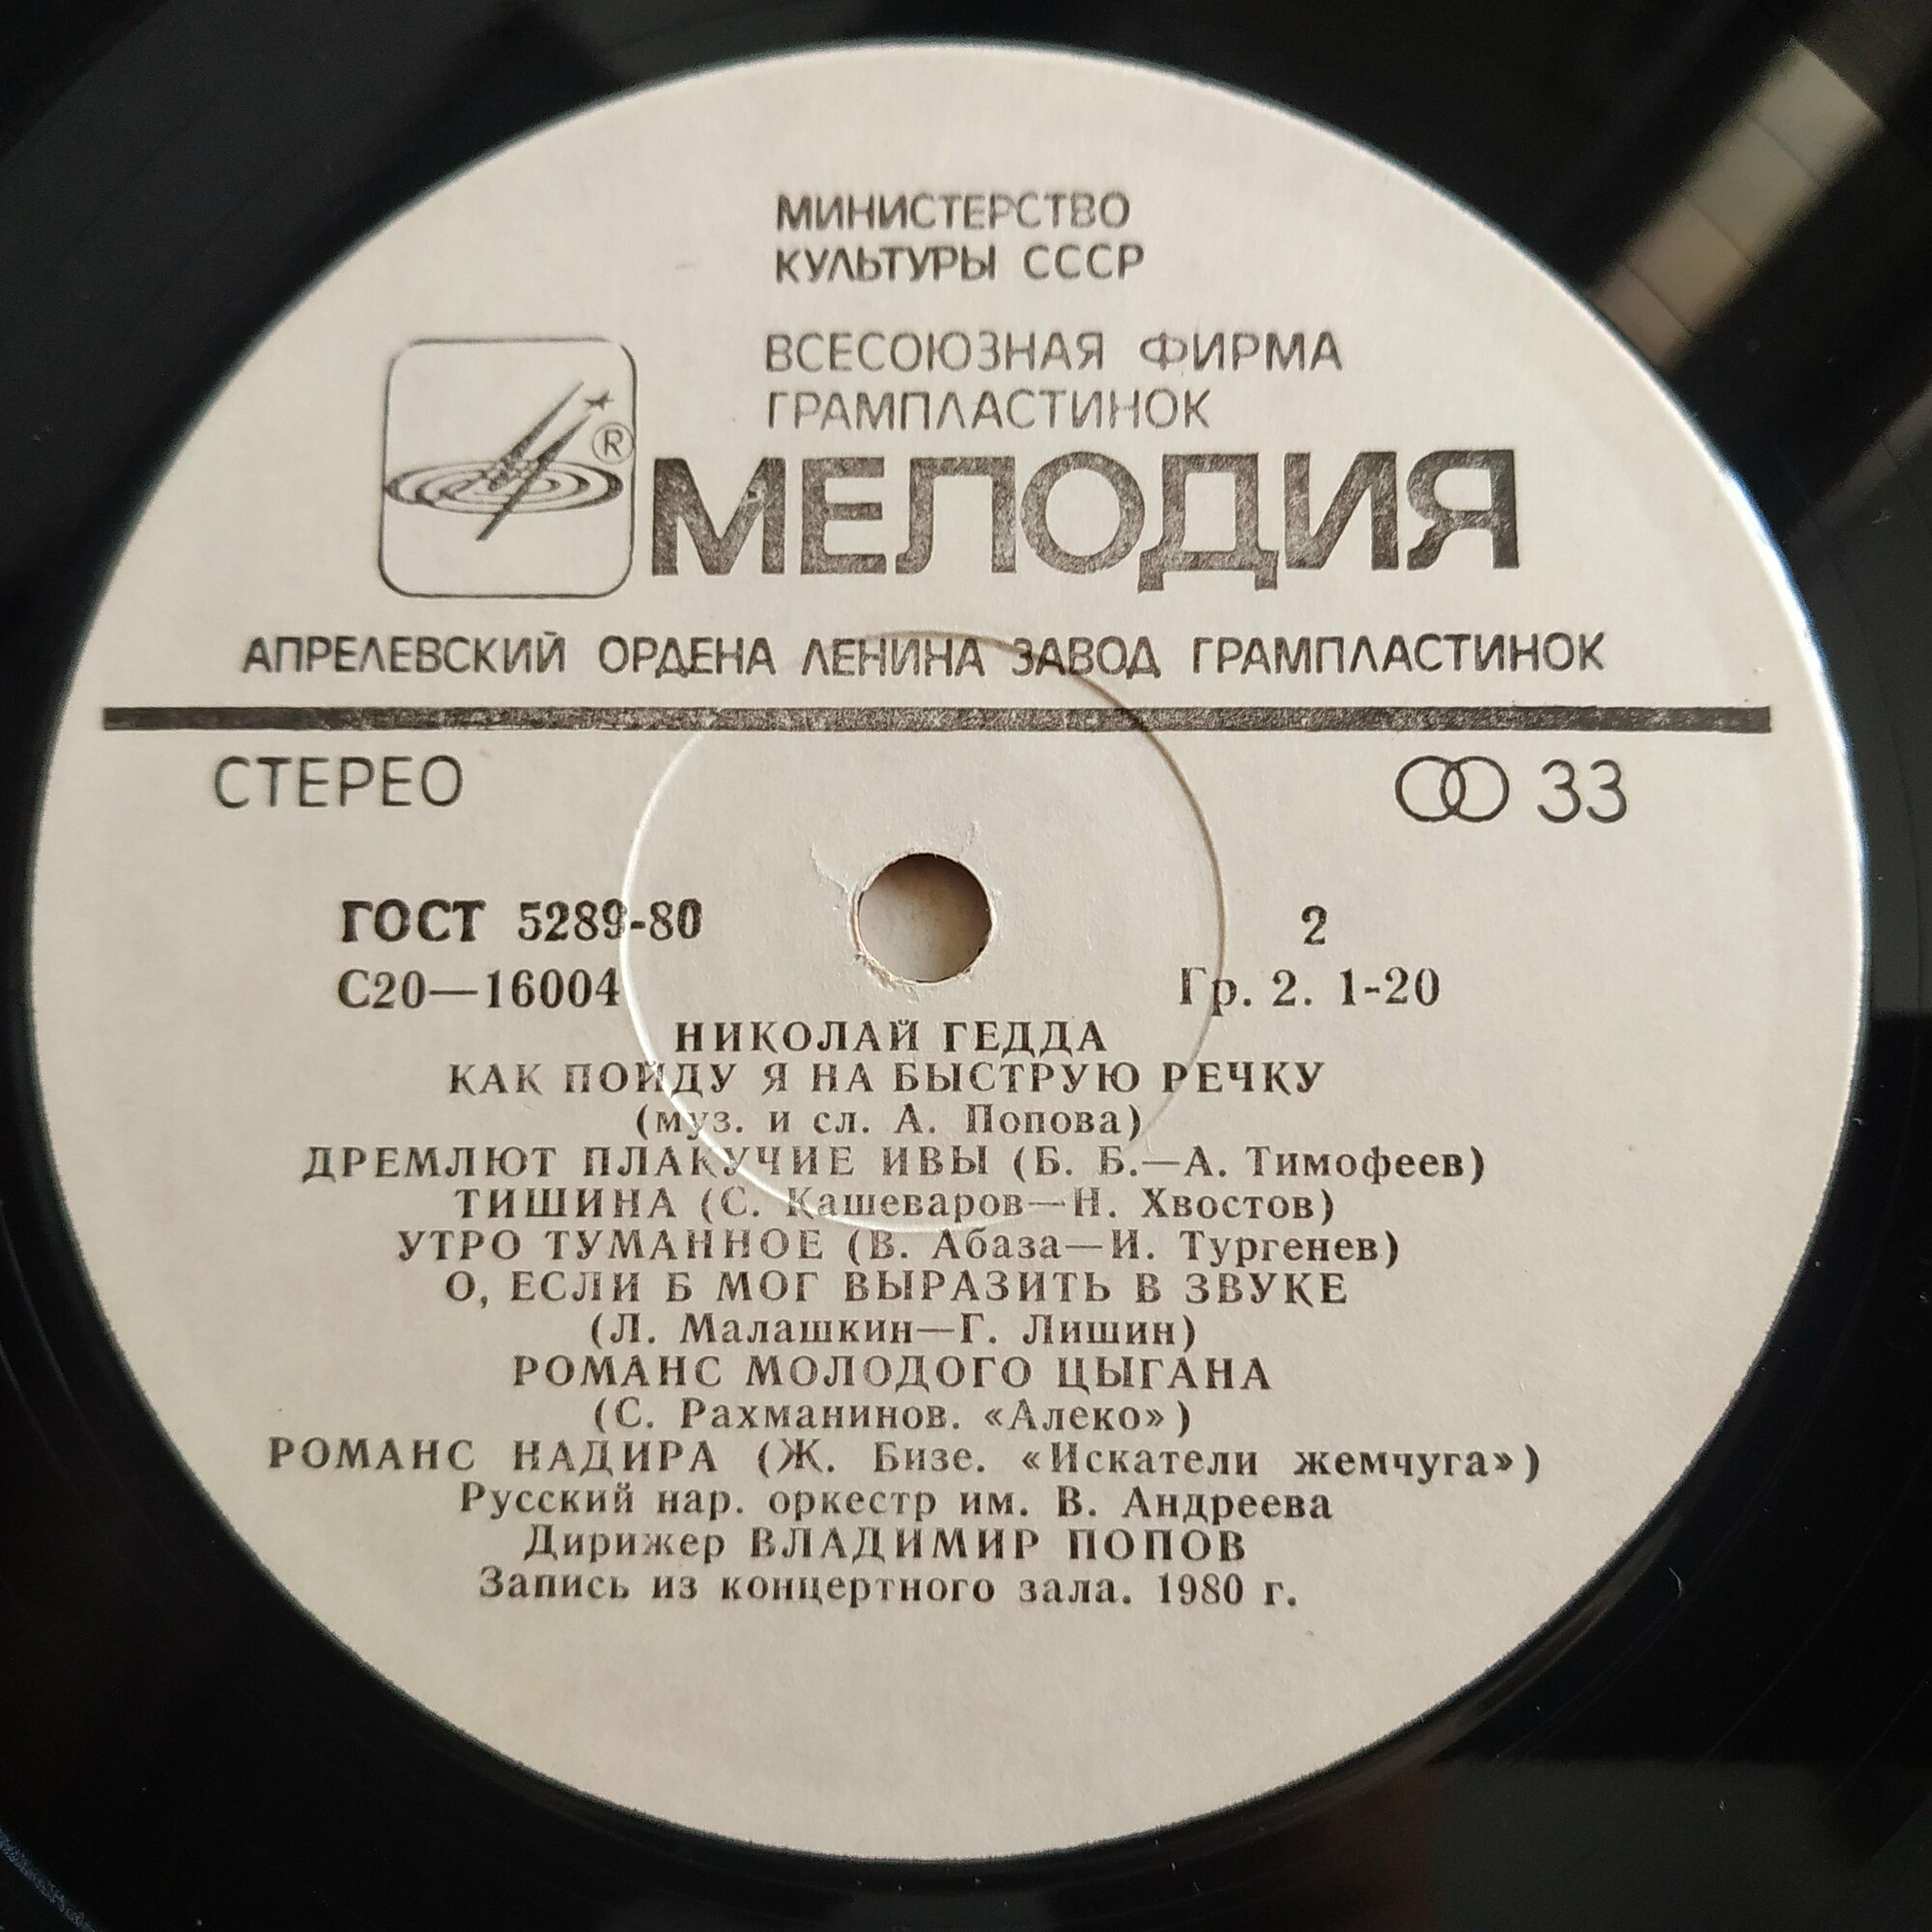 МИНИСТЕРСТВО
КУЛЬТУРЫ СССР
ВСЕСОЮЗНАЯ ФИРМА
ГРАМПЛАСТИНОК
®
МЕЛОДИЯ
АПРЕЛЕВСКИЙ ОРДЕНА ЛЕНИНА ЗАВОД ГРАМПЛАСТИНОК
СТЕРЕО 33
ГОСТ 5289-80 2
С20—16004 Гр. 2. 1-20
НИКОЛАЙ ГЕДДА
КАК ПОЙДУ Я НА БЫСТРУЮ РЕЧКУ
(муз. и сл. А. Попова)
ДРЕМЛЮТ ПЛАКУЧИЕ ИВЫ (Б. Б.—А. Тимофеев)
ТИШИНА (С. Кашеваров—Н. Хвостов)
УТРО ТУМАННОЕ (В. Абаза—И. Тургенев)
О, ЕСЛИ Б МОГ ВЫРАЗИТЬ В ЗВУКЕ
(Л. Малашкин—Г. Лишин)
РОМАНС МОЛОДОГО ЦЫГАНА
(С. Рахманинов. «Алеко»)
РОМАНС НАДИРА (Ж. Бизе. «Искатели жемчуга»)
Русский нар. оркестр им. В. Андреева
Дирижер ВЛАДИМИР ПОПОВ
Запись из концертного зала. 1980 г.